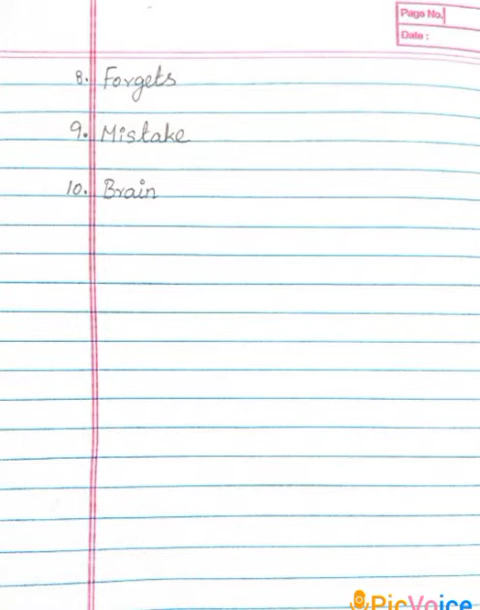 Page No.
Date :
8. Forgets
9. Mistake
10. Brain
PicVoice